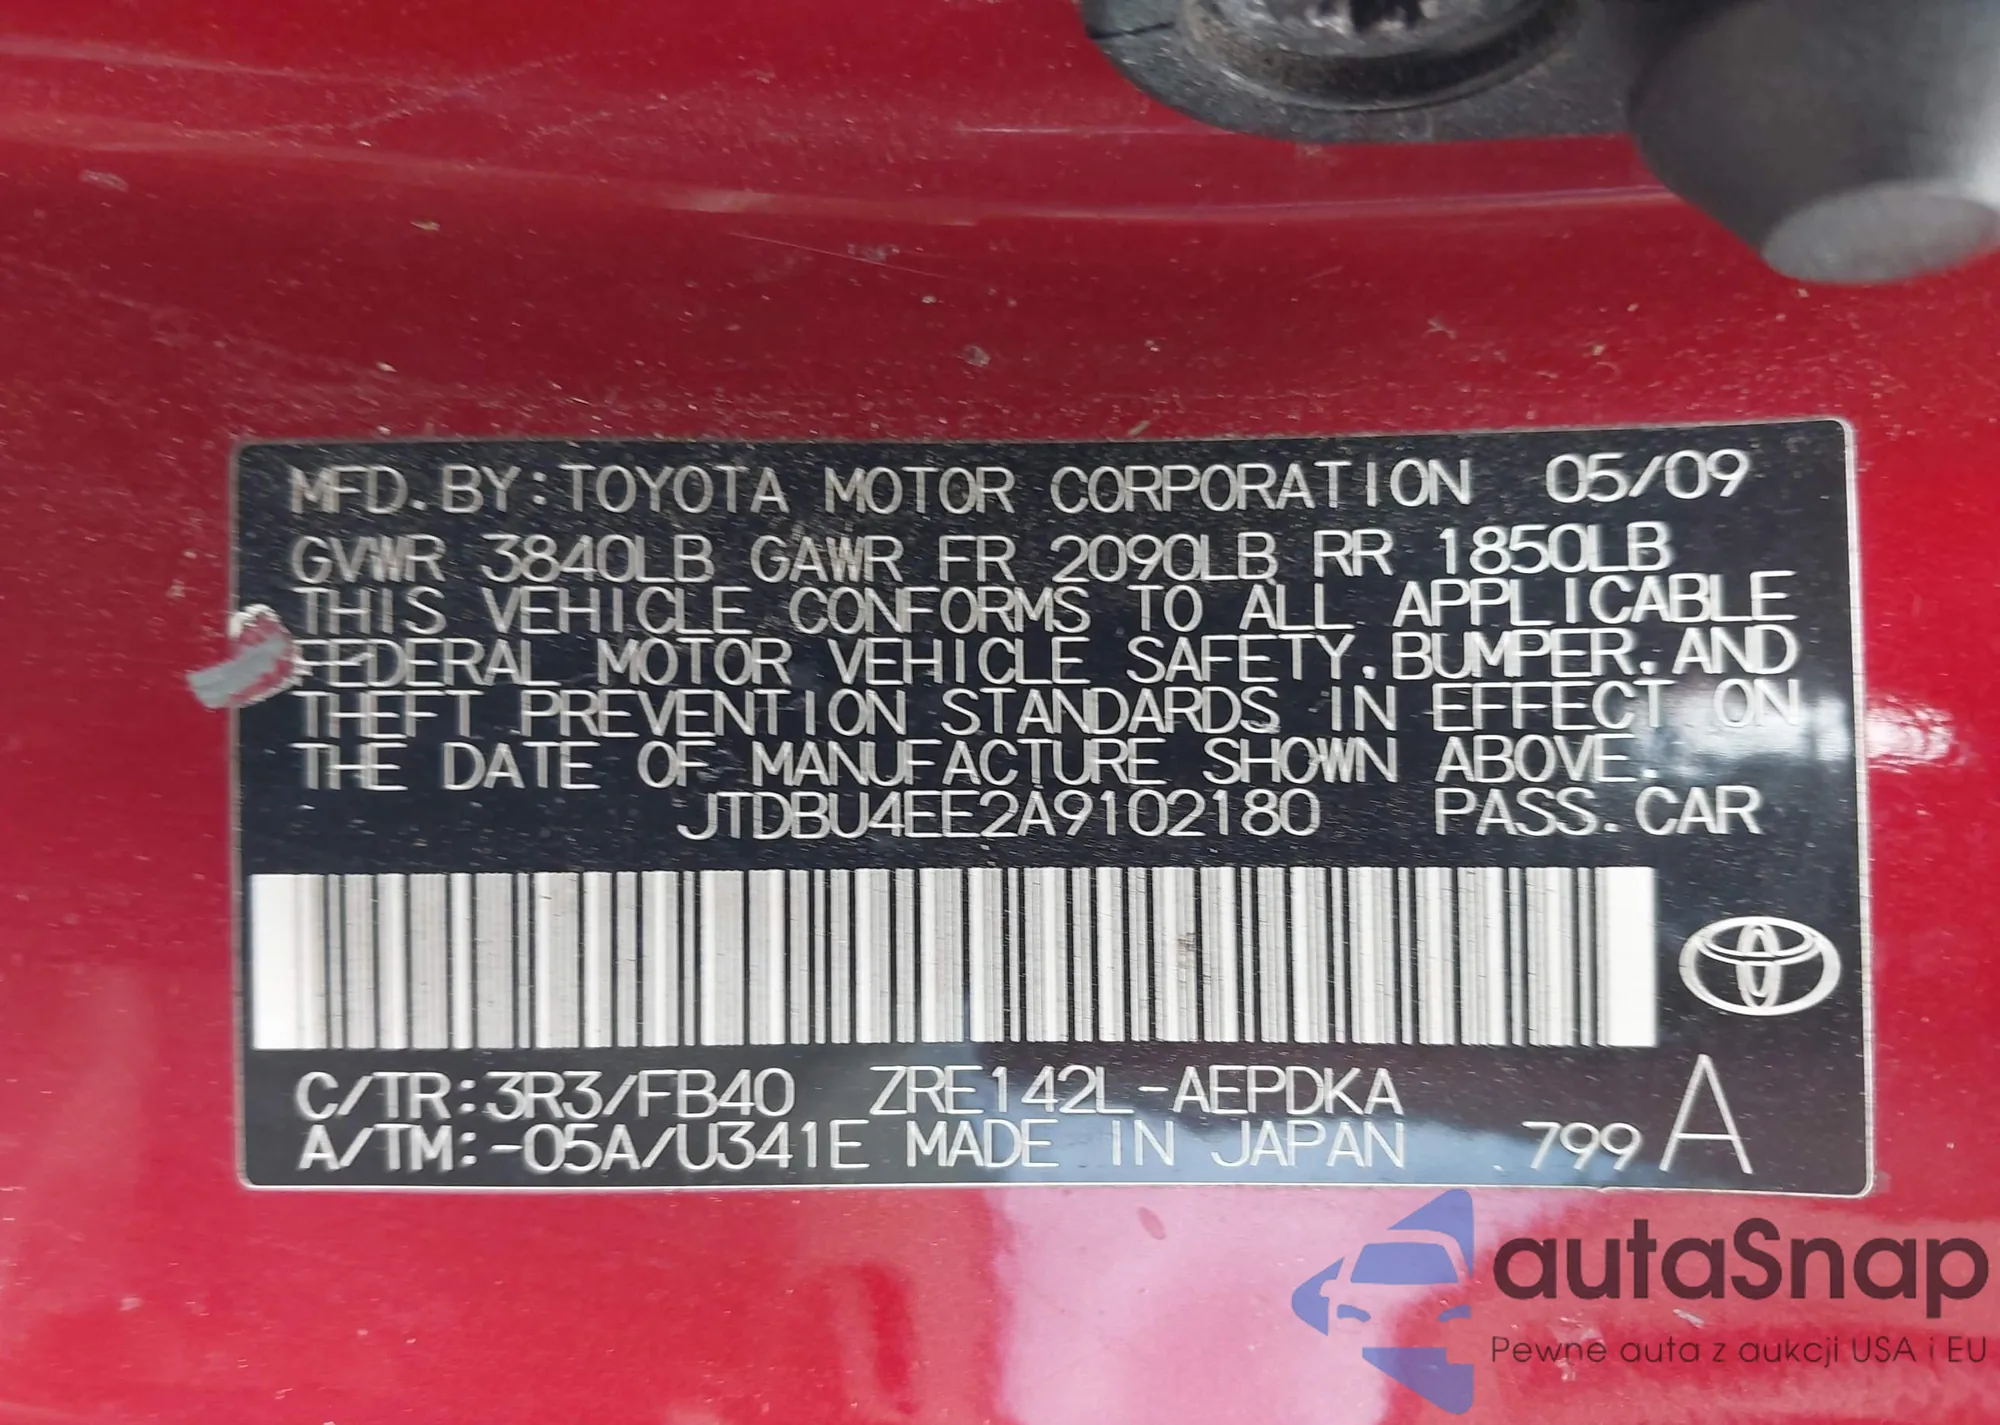 MFD.BY:TOYOTA MOTOR CORPORATION 05/09
GVWR 3840LB GAWR FR 2090LB RR 1850LB
THIS VEHICLE CONFORMS TO ALL APPLICABLE
FEDERAL MOTOR VEHICLE SAFETY,BUMPER,AND
THEFT PREVENTION STANDARDS IN EFFECT ON
THE DATE OF MANUFACTURE SHOWN ABOVE.
JTDBU4EE2A9102180 PASS.CAR
C/TR:3R3/FB40 ZRE142L-AEPDKA
A/TM:-05A/U341E MADE IN JAPAN 799 A
autaSnap
Pewne auta z aukcji USA i EU